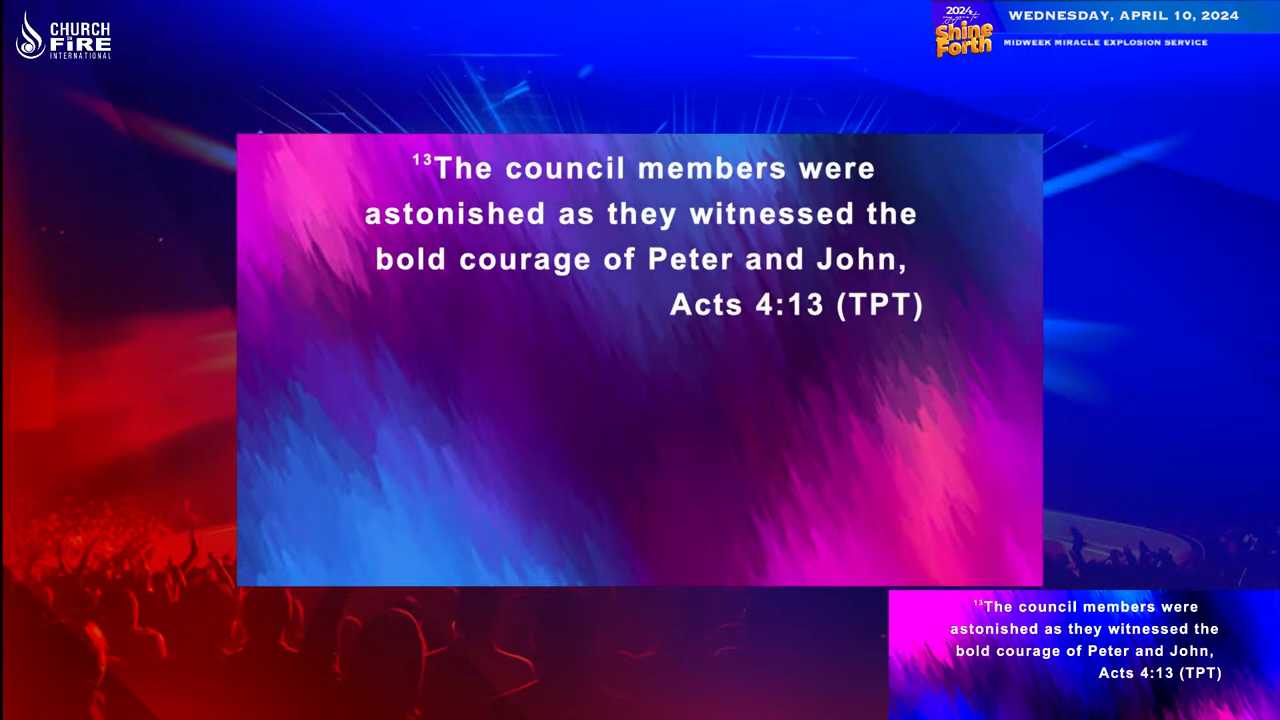 CHURCH
OF
FIRE
INTERNATIONAL
2024
Shine
Forth
WEDNESDAY, APRIL 10, 2024
MIDWEEK MIRACLE EXPLOSION SERVICE
13The council members were
astonished as they witnessed the
bold courage of Peter and John,
Acts 4:13 (TPT)
13The council members were
astonished as they witnessed the
bold courage of Peter and John,
Acts 4:13 (TPT)